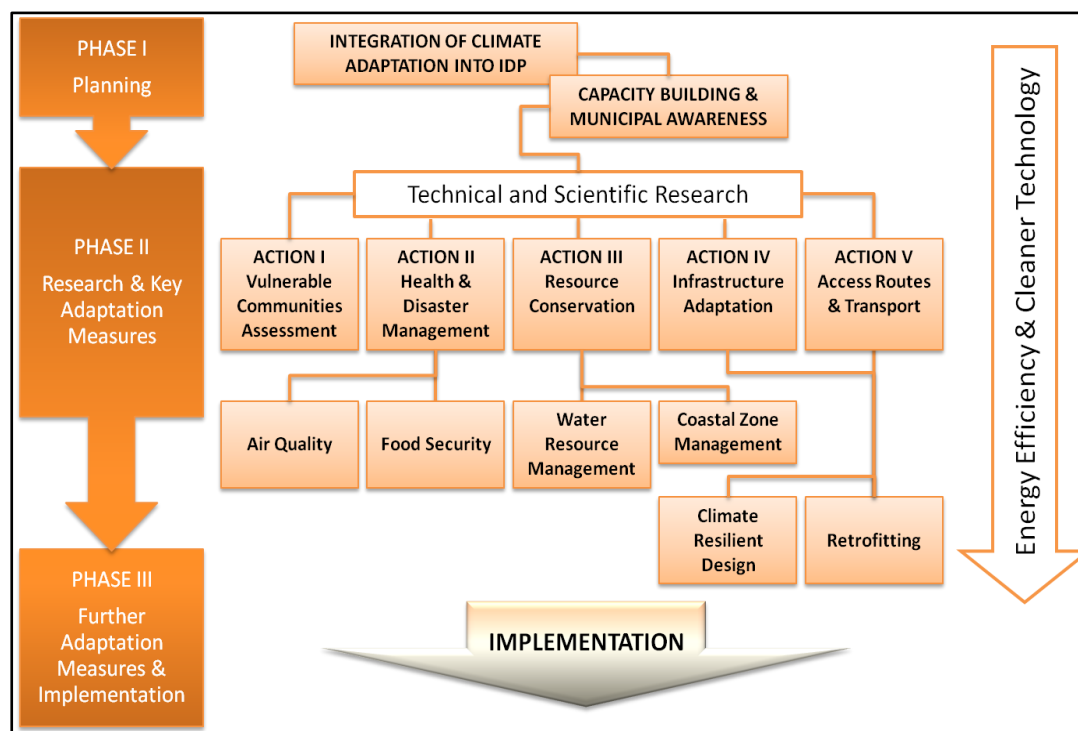 PHASE I
Planning
INTEGRATION OF CLIMATE
ADAPTATION INTO IDP
CAPACITY BUILDING &
MUNICIPAL AWARENESS
PHASE II
Research & Key
Adaptation
Measures
Technical and Scientific Research
ACTION I
Vulnerable
Communities
Assessment
ACTION II
Health &
Disaster
Management
ACTION III
Resource
Conservation
ACTION IV
Infrastructure
Adaptation
ACTION V
Access Routes
& Transport
Air Quality
Food Security
Water
Resource
Management
Coastal Zone
Management
Climate
Resilient
Design
Retrofitting
PHASE III
Further
Adaptation
Measures &
Implementation
IMPLEMENTATION
Energy Efficiency & Cleaner Technology